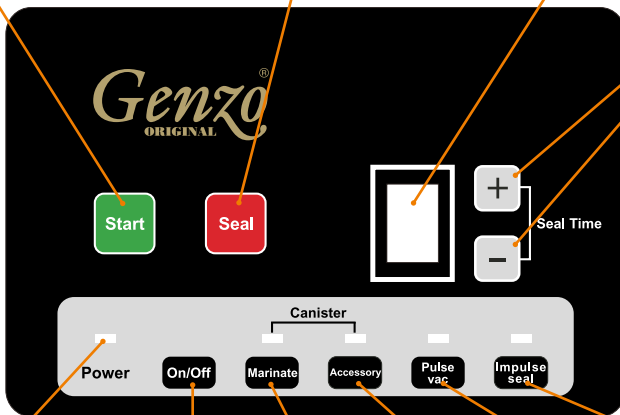 Genzo®
ORIGINAL
Start
Seal
+
Seal Time
-
Canister
Power
On/Off
Marinate
Accessory
Pulse
vac
Impulse
seal